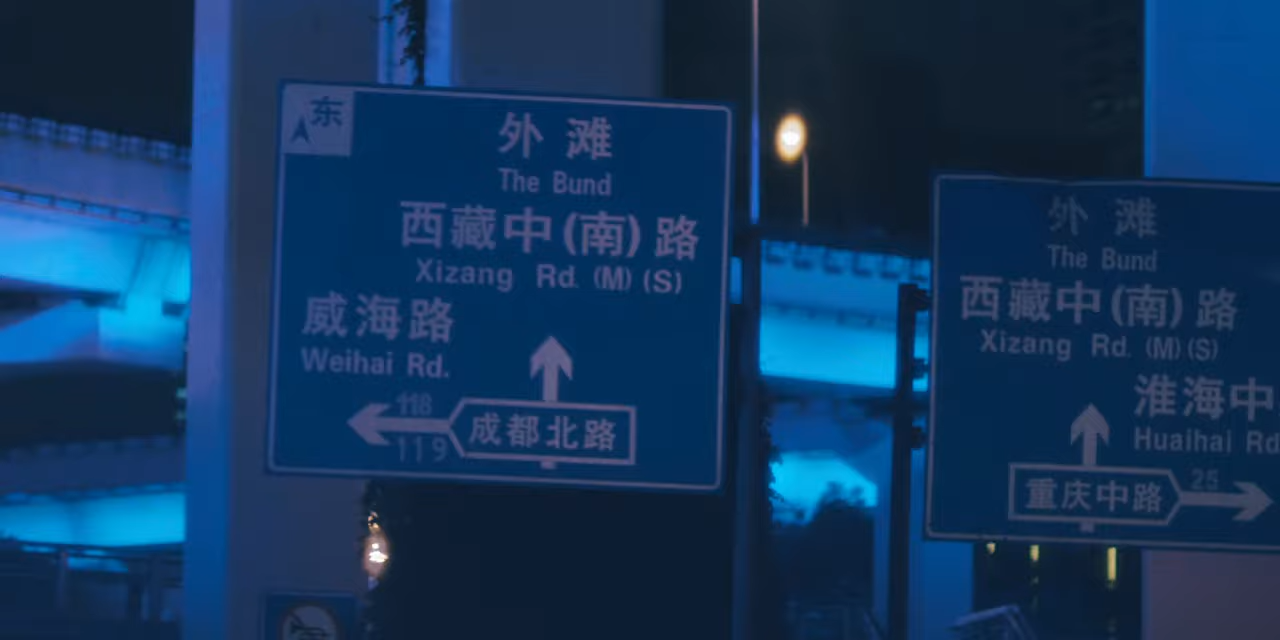 东
外滩
The Bund
西藏中(南)路
Xizang Rd. (M) (S)
威海路
Weihai Rd.
118
119
成都北路
外滩
The Bund
西藏中(南)路
Xizang Rd. (M) (S)
淮海中
Huaihai Rd
25
重庆中路